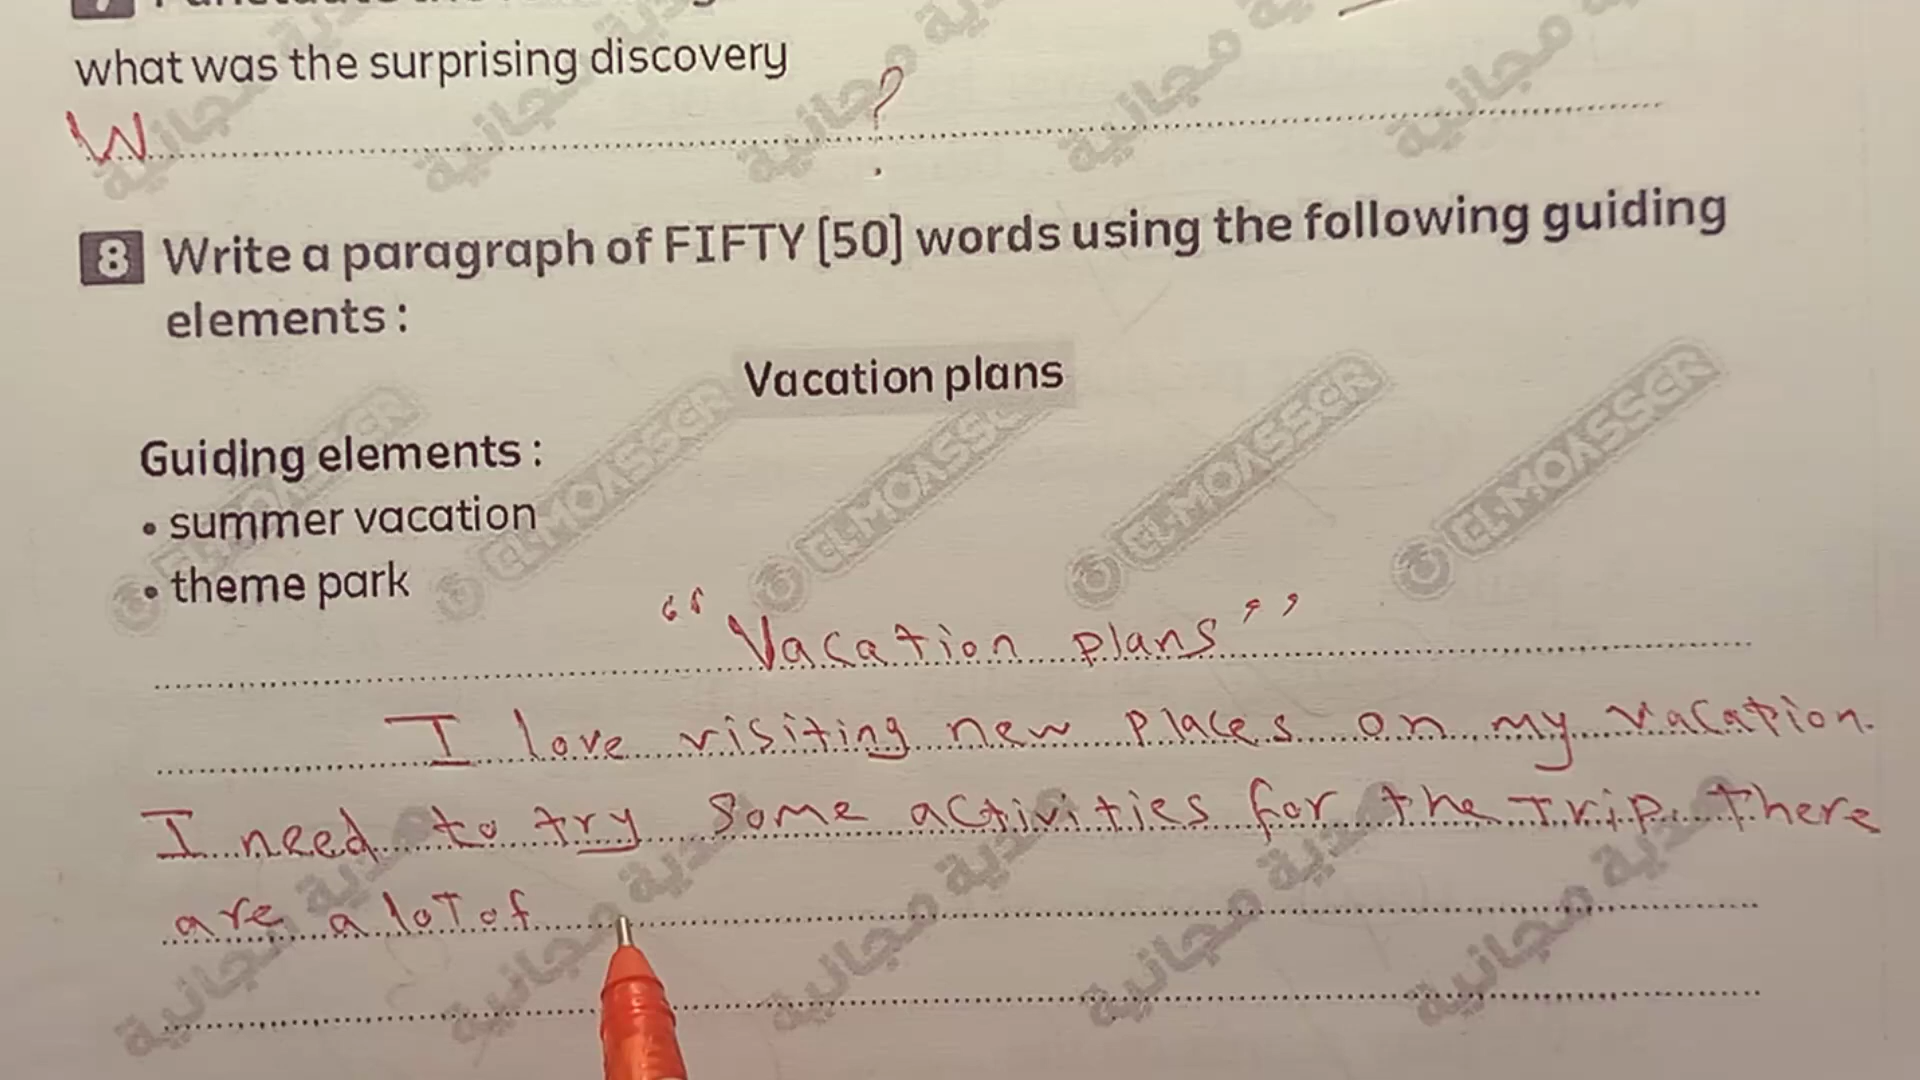 what was the surprising discovery
W ?
8 Write a paragraph of FIFTY (50) words using the following guiding
elements :
Vacation plans
Guiding elements :
• summer vacation
• theme park
“Vacation plans”
I love visiting new places on my vacation.
I need to try some activities for the trip. There
are a lot of